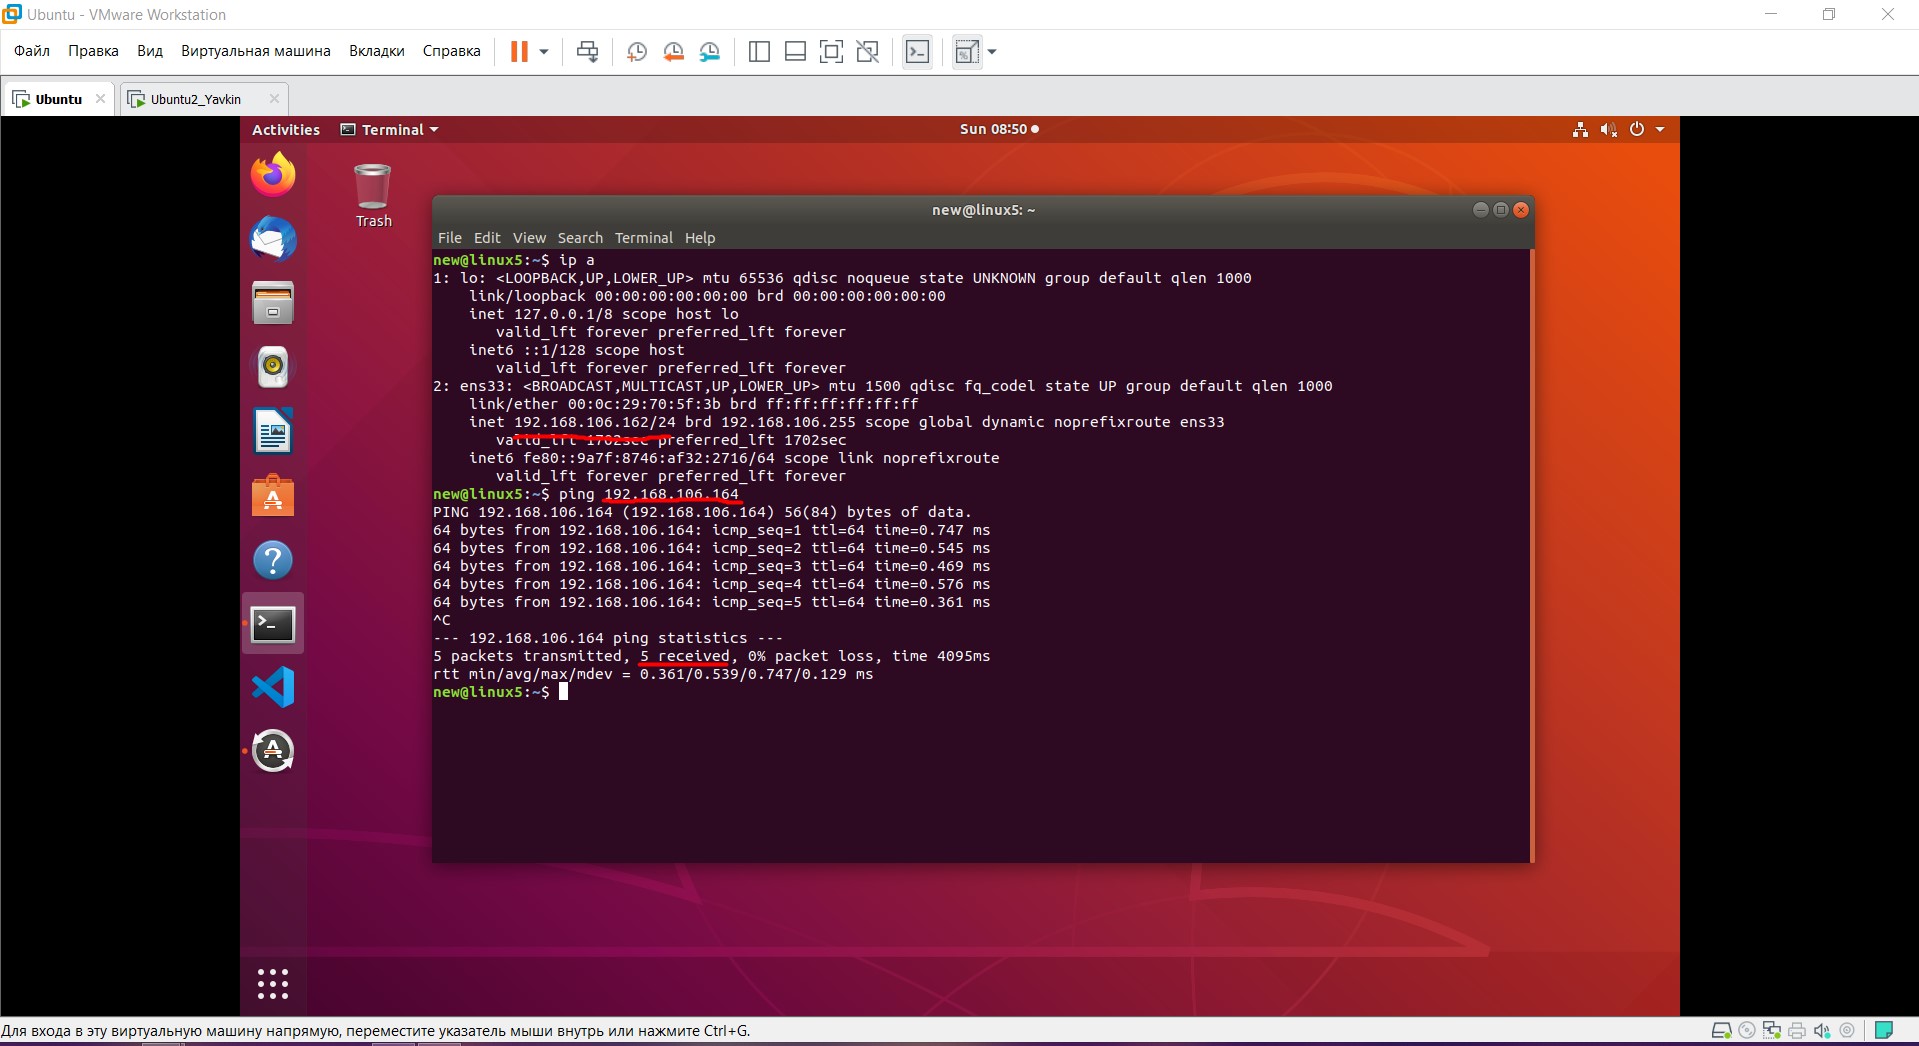 Ubuntu - VMware Workstation
Файл Правка Вид Виртуальная машина Вкладки Справка
Ubuntu Ubuntu2_Yavkin
Activities Terminal Sun 08:50
Trash
new@linux5: ~
File Edit View Search Terminal Help
new@linux5:~$ ip a
1: lo: <LOOPBACK,UP,LOWER_UP> mtu 65536 qdisc noqueue state UNKNOWN group default qlen 1000
link/loopback 00:00:00:00:00:00 brd 00:00:00:00:00:00
inet 127.0.0.1/8 scope host lo
valid_lft forever preferred_lft forever
inet6 ::1/128 scope host
valid_lft forever preferred_lft forever
2: ens33: <BROADCAST,MULTICAST,UP,LOWER_UP> mtu 1500 qdisc fq_codel state UP group default qlen 1000
link/ether 00:0c:29:70:5f:3b brd ff:ff:ff:ff:ff:ff
inet 192.168.106.162/24 brd 192.168.106.255 scope global dynamic noprefixroute ens33
valid_lft 1702sec preferred_lft 1702sec
inet6 fe80::9a7f:8746:af32:2716/64 scope link noprefixroute
valid_lft forever preferred_lft forever
new@linux5:~$ ping 192.168.106.164
PING 192.168.106.164 (192.168.106.164) 56(84) bytes of data.
64 bytes from 192.168.106.164: icmp_seq=1 ttl=64 time=0.747 ms
64 bytes from 192.168.106.164: icmp_seq=2 ttl=64 time=0.545 ms
64 bytes from 192.168.106.164: icmp_seq=3 ttl=64 time=0.469 ms
64 bytes from 192.168.106.164: icmp_seq=4 ttl=64 time=0.576 ms
64 bytes from 192.168.106.164: icmp_seq=5 ttl=64 time=0.361 ms
^C
--- 192.168.106.164 ping statistics ---
5 packets transmitted, 5 received, 0% packet loss, time 4095ms
rtt min/avg/max/mdev = 0.361/0.539/0.747/0.129 ms
new@linux5:~$
Для входа в эту виртуальную машину напрямую, переместите указатель мыши внутрь или нажмите Ctrl+G.